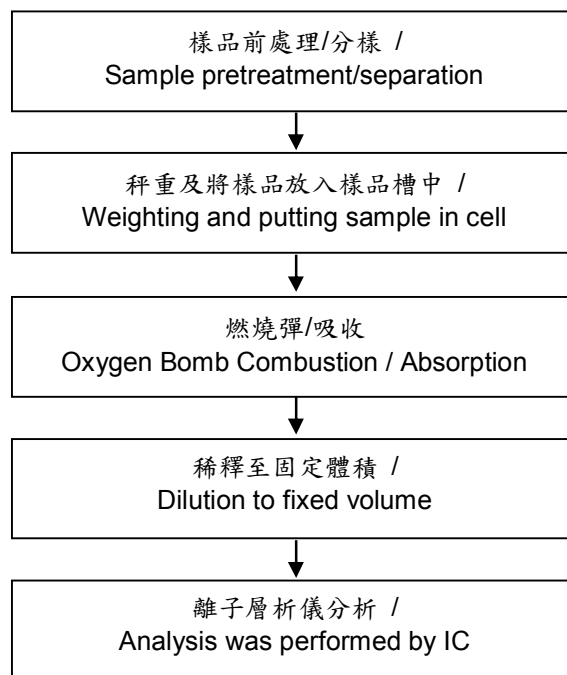 樣品前處理/分樣 /
Sample pretreatment/separation
秤重及將樣品放入樣品槽中 /
Weighting and putting sample in cell
燃燒彈/吸收
Oxygen Bomb Combustion / Absorption
稀釋至固定體積 /
Dilution to fixed volume
離子層析儀分析 /
Analysis was performed by IC